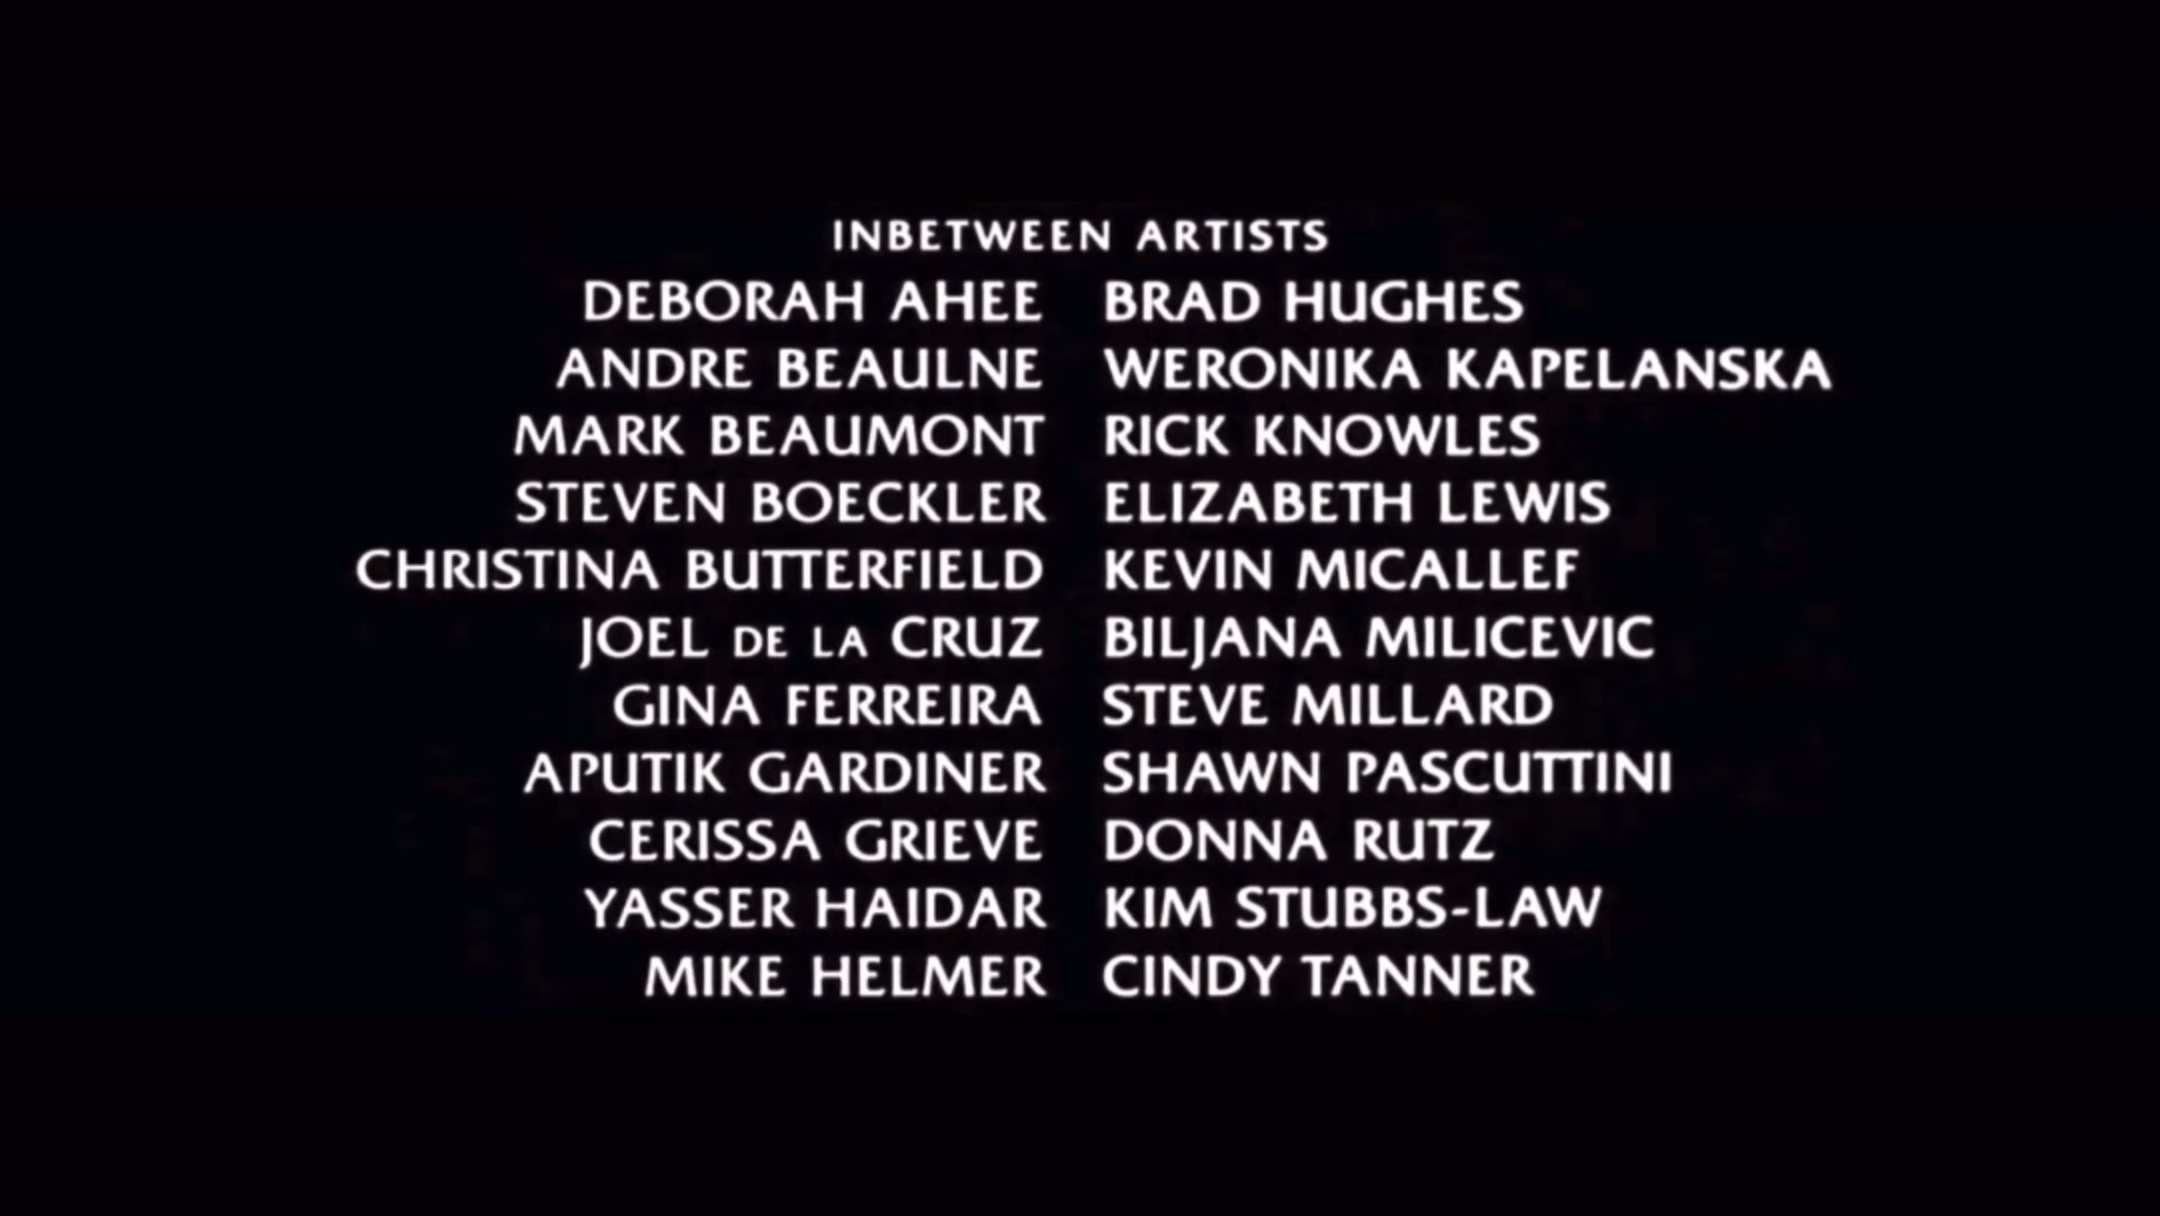 INBETWEEN ARTISTS
DEBORAH AHEE BRAD HUGHES
ANDRE BEAULNE WERONIKA KAPELANSKA
MARK BEAUMONT RICK KNOWLES
STEVEN BOECKLER ELIZABETH LEWIS
CHRISTINA BUTTERFIELD KEVIN MICALLEF
JOEL DE LA CRUZ BILJANA MILICEVIC
GINA FERREIRA STEVE MILLARD
APUTIK GARDINER SHAWN PASCUTTINI
CERISSA GRIEVE DONNA RUTZ
YASSER HAIDAR KIM STUBBS-LAW
MIKE HELMER CINDY TANNER